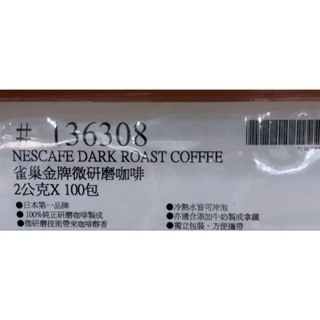 # 136308
NESCAFE DARK ROAST COFFFE
雀巢金牌微研磨咖啡
2公克X 100包
●日本第一品牌
●100%純正研磨咖啡製成
●微研磨技術帶來咖啡醇香
●冷熱水皆可沖泡
●亦適合添加牛奶製成拿鐵
●獨立包裝、方便攜帶